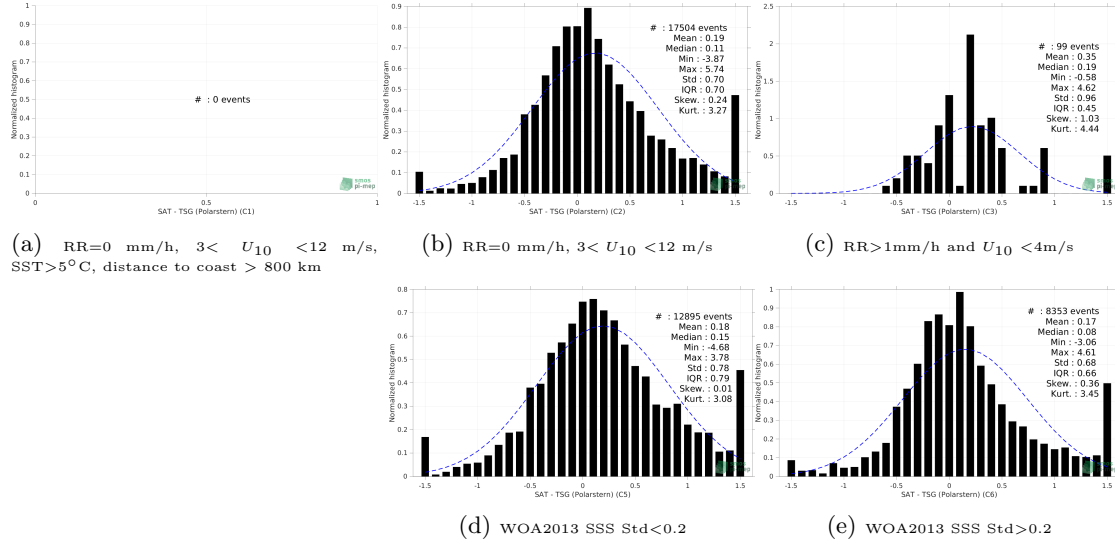 1
0.9
0.8
0.7
0.6
0.5
0.4
0.3
0.2
0.1
0
Normalized histogram
# : 0 events
smos
pi-mep
0 0.5 1
SAT - TSG (Polarstern) (C1)
(a) RR=0 mm/h, 3< U10 <12 m/s,
SST>5°C, distance to coast > 800 km
0.9
0.8
0.7
0.6
0.5
0.4
0.3
0.2
0.1
0
Normalized histogram
# : 17504 events
Mean : 0.19
Median : 0.11
Min : -3.87
Max : 5.74
Std : 0.70
IQR : 0.70
Skew. : 0.24
Kurt. : 3.27
smos
pi-mep
-1.5 -1 -0.5 0 0.5 1 1.5
SAT - TSG (Polarstern) (C2)
(b) RR=0 mm/h, 3< U10 <12 m/s
2.5
2
1.5
1
0.5
0
Normalized histogram
# : 99 events
Mean : 0.35
Median : 0.19
Min : -0.58
Max : 4.62
Std : 0.96
IQR : 0.45
Skew. : 1.03
Kurt. : 4.44
smos
pi-mep
-1.5 -1 -0.5 0 0.5 1 1.5
SAT - TSG (Polarstern) (C3)
(c) RR>1mm/h and U10 <4m/s
0.8
0.7
0.6
0.5
0.4
0.3
0.2
0.1
0
Normalized histogram
# : 12895 events
Mean : 0.18
Median : 0.15
Min : -4.68
Max : 3.78
Std : 0.78
IQR : 0.79
Skew. : 0.01
Kurt. : 3.08
smos
pi-mep
-1.5 -1 -0.5 0 0.5 1 1.5
SAT - TSG (Polarstern) (C5)
(d) WOA2013 SSS Std<0.2
1
0.9
0.8
0.7
0.6
0.5
0.4
0.3
0.2
0.1
0
Normalized histogram
# : 8353 events
Mean : 0.17
Median : 0.08
Min : -3.06
Max : 4.61
Std : 0.68
IQR : 0.66
Skew. : 0.36
Kurt. : 3.45
smos
pi-mep
-1.5 -1 -0.5 0 0.5 1 1.5
SAT - TSG (Polarstern) (C6)
(e) WOA2013 SSS Std>0.2